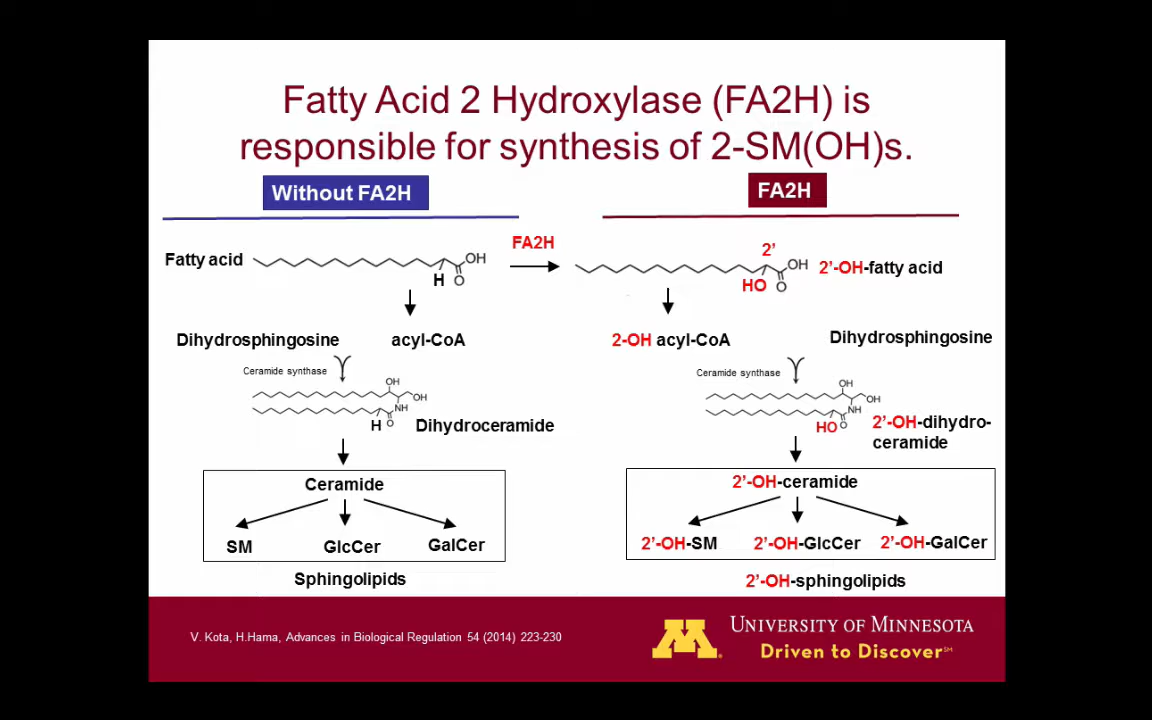 Fatty Acid 2 Hydroxylase (FA2H) is
responsible for synthesis of 2-SM(OH)s.
Without FA2H
FA2H
Fatty acid
OH
H
O
FA2H
2’
OH
HO
O
2’-OH-fatty acid
Dihydrosphingosine
acyl-CoA
2-OH acyl-CoA
Dihydrosphingosine
Ceramide synthase
OH
OH
NH
H
O
Dihydroceramide
Ceramide synthase
OH
OH
NH
HO
O
2’-OH-dihydro-
ceramide
Ceramide
SM
GlcCer
GalCer
Sphingolipids
2’-OH-ceramide
2’-OH-SM
2’-OH-GlcCer
2’-OH-GalCer
2’-OH-sphingolipids
V. Kota, H.Hama, Advances in Biological Regulation 54 (2014) 223-230
M
UNIVERSITY OF MINNESOTA
Driven to Discover℠